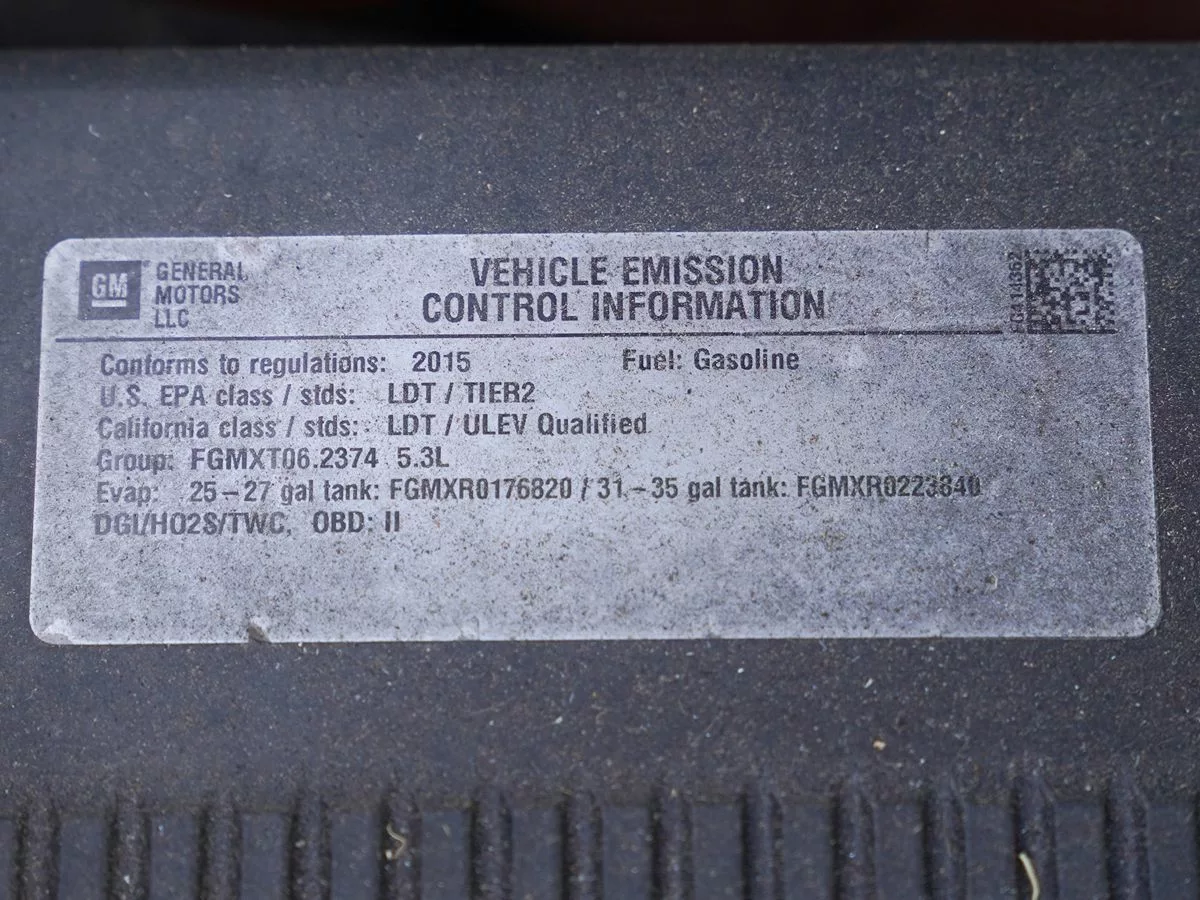 GM
GENERAL
MOTORS
LLC
VEHICLE EMISSION
CONTROL INFORMATION
Conforms to regulations: 2015 Fuel: Gasoline
U.S. EPA class / stds: LDT / TIER2
California class / stds: LDT / ULEV Qualified
Group: FGMXT06.2374 5.3L
Evap: 25–27 gal tank: FGMXR0176820 / 31–35 gal tank: FGMXR0223840
DGI/HO2S/TWC, OBD: II